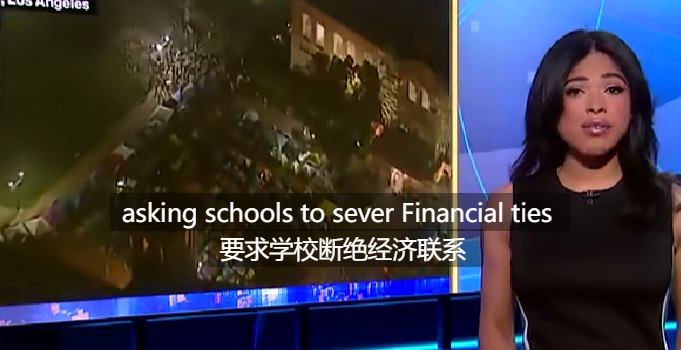 , Los Angeles
asking schools to sever Financial ties
要求学校断绝经济联系